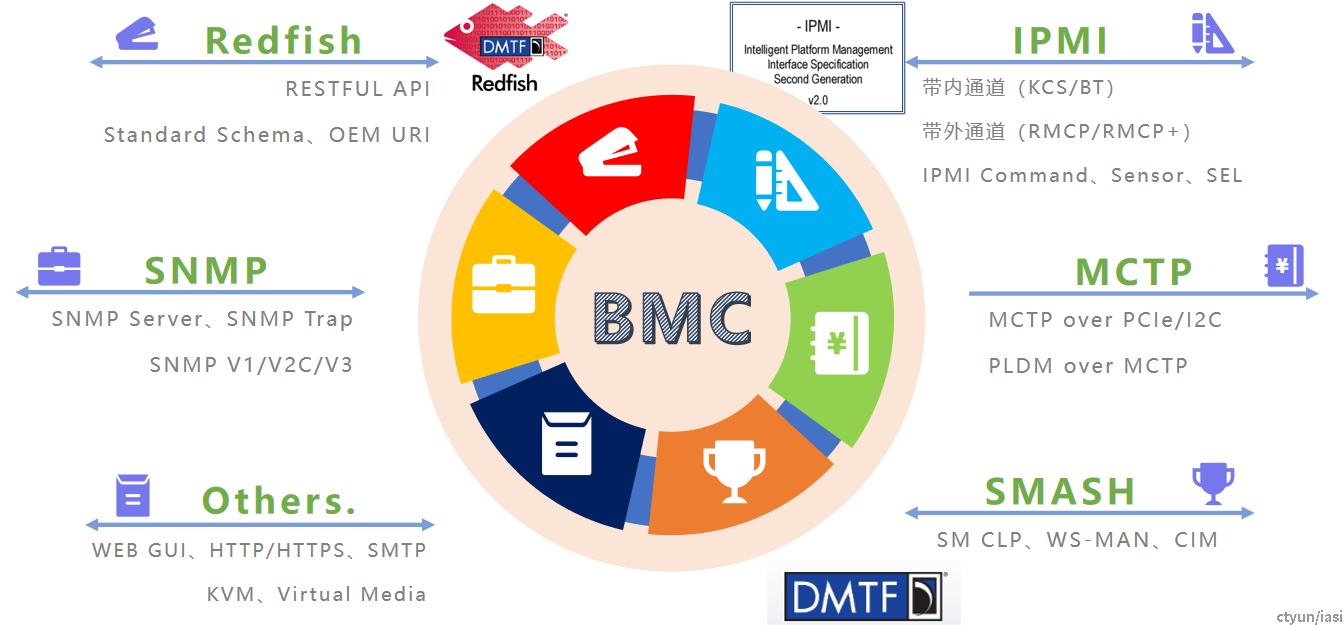 Redfish
RESTFUL API
Standard Schema、OEM URI
DMTF
Redfish
- IPMI -
Intelligent Platform Management
Interface Specification
Second Generation
v2.0
IPMI
带内通道（KCS/BT）
带外通道（RMCP/RMCP+）
IPMI Command、Sensor、SEL
SNMP
SNMP Server、SNMP Trap
SNMP V1/V2C/V3
BMC
¥
MCTP
¥
MCTP over PCIe/I2C
PLDM over MCTP
Others.
WEB GUI、HTTP/HTTPS、SMTP
KVM、Virtual Media
SMASH
SM CLP、WS-MAN、CIM
DMTF
ctyun/iasi